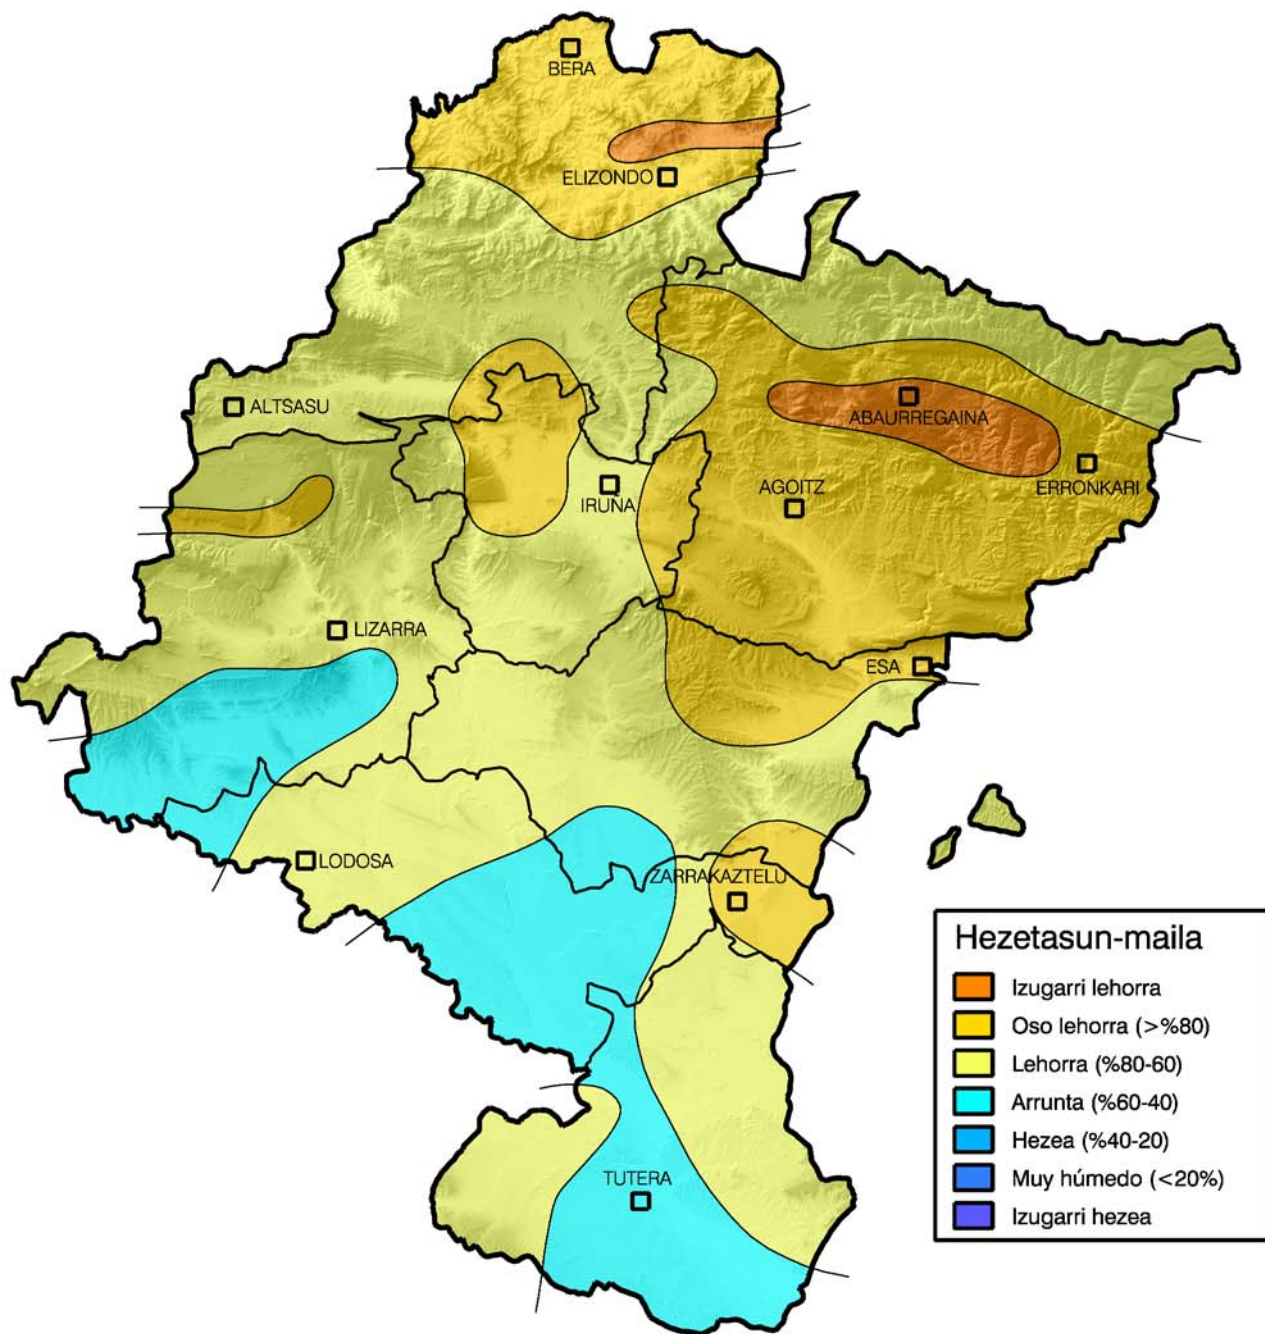 BERA
ELIZONDO
ALTSASU
ABAURREGAINA
ERRONKARI
AGOITZ
IRUÑA
LIZARRA
ESA
LODOSA
ZARRAKAZTELU
TUTERA
Hezetasun-maila
Izugarri lehorra
Oso lehorra (>%80)
Lehorra (%80-60)
Arrunta (%60-40)
Hezea (%40-20)
Muy húmedo (<20%)
Izugarri hezea